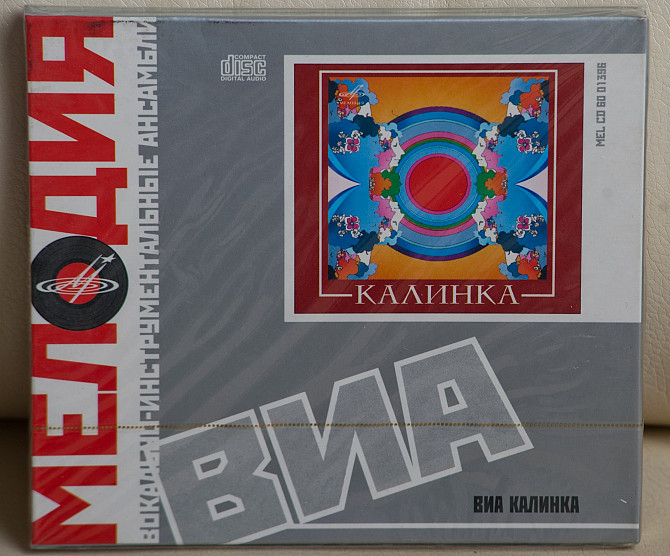 МЕЛОДИЯ
ВОКАЛЬНО-ИНСТРУМЕНТАЛЬНЫЕ АНСАМБЛИ
COMPACT
disc
DIGITAL AUDIO
КАЛИНКА
MEL CD 60 01396
ВИА
ВИА КАЛИНКА